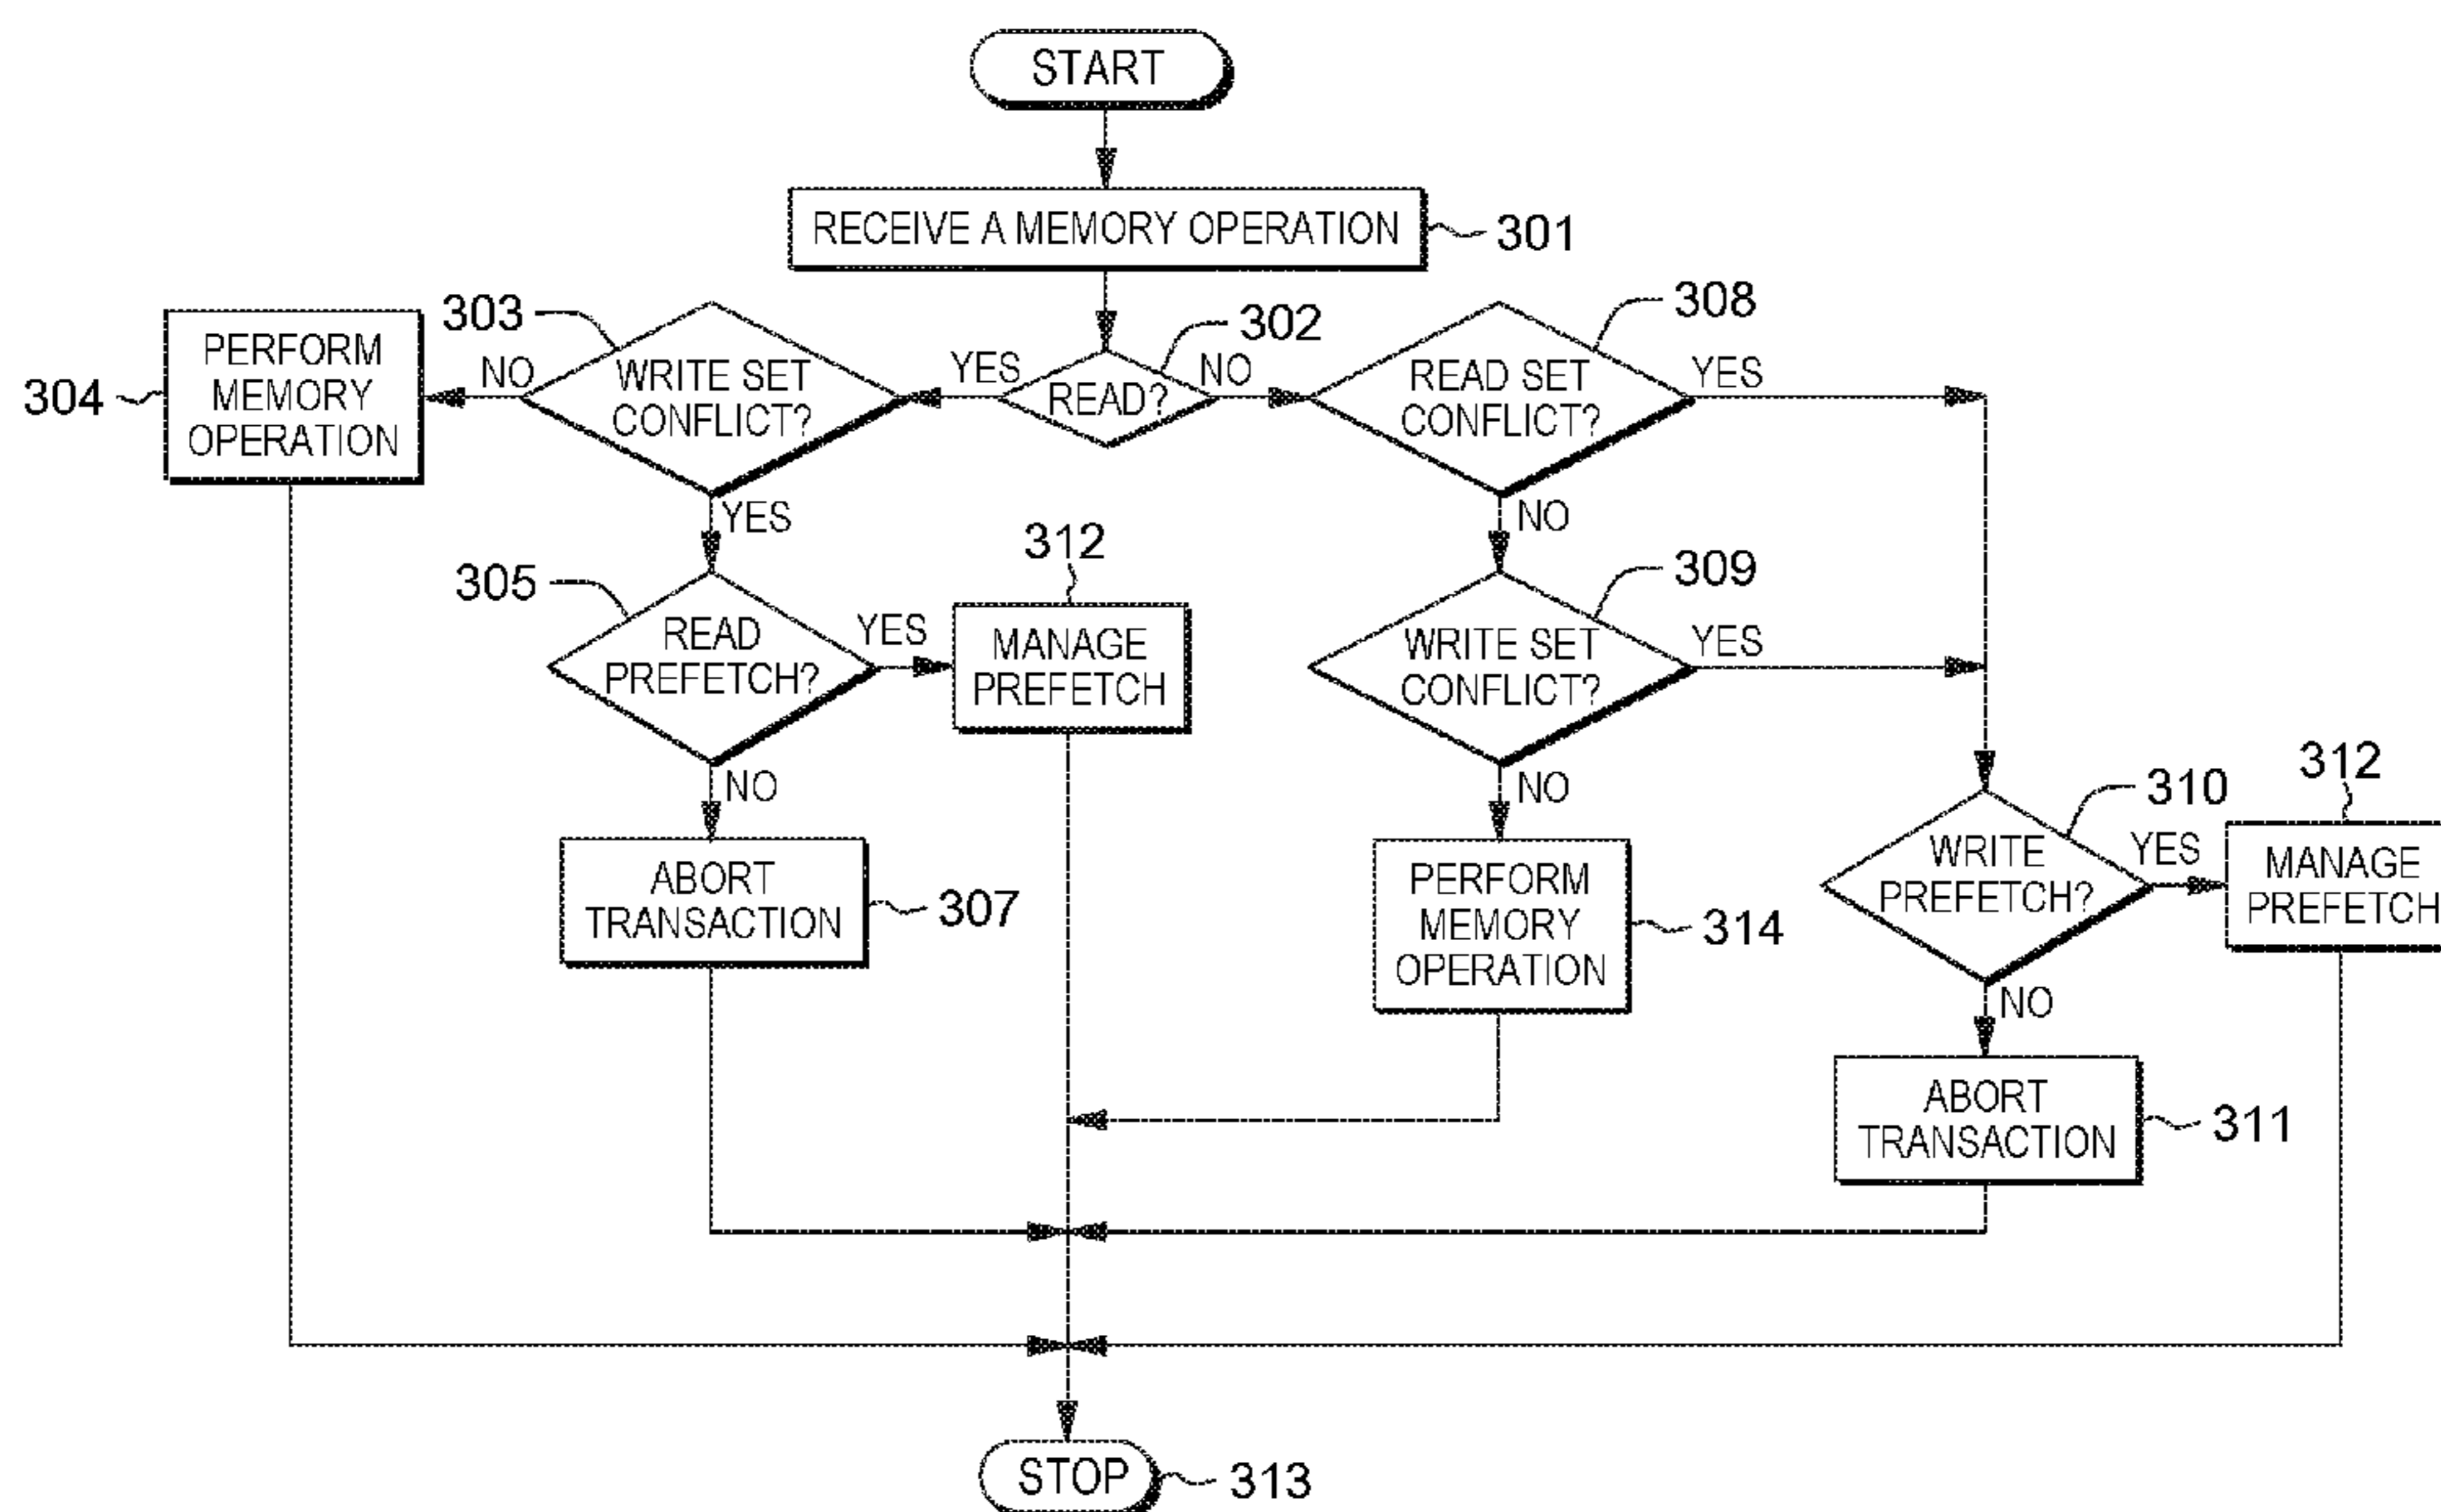 START
RECEIVE A MEMORY OPERATION
301
303
302
308
PERFORM
MEMORY
OPERATION
304
NO
WRITE SET
CONFLICT?
YES
READ?
NO
READ SET
CONFLICT?
YES
YES
NO
305
READ
PREFETCH?
YES
312
MANAGE
PREFETCH
309
WRITE SET
CONFLICT?
YES
NO
NO
ABORT
TRANSACTION
307
PERFORM
MEMORY
OPERATION
314
310
WRITE
PREFETCH?
YES
312
MANAGE
PREFETCH
NO
ABORT
TRANSACTION
311
STOP
313